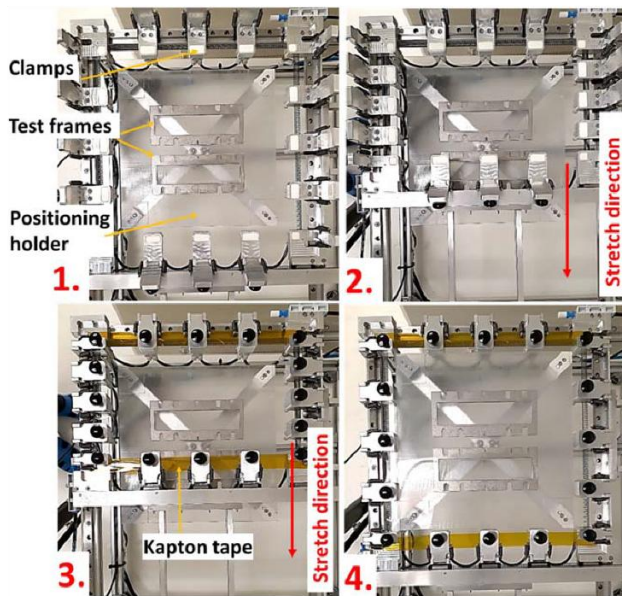 Clamps
Test frames
Positioning
holder
1.
2.
Stretch direction
3.
Kapton tape
Stretch direction
4.